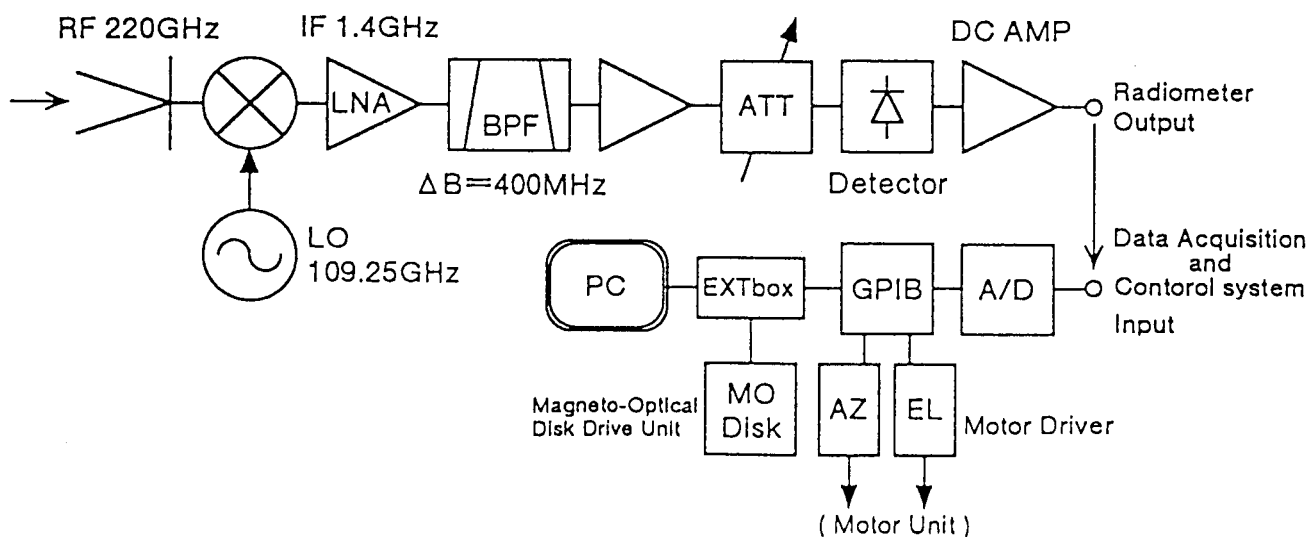 RF 220GHz
IF 1.4GHz
DC AMP
LNA
BPF
ATT
Radiometer
Output
ΔB=400MHz
Detector
LO
109.25GHz
Data Acquisition
and
Contorol system
Input
PC
EXTbox
GPIB
A/D
Magneto-Optical
Disk Drive Unit
MO
Disk
AZ
EL
Motor Driver
( Motor Unit )